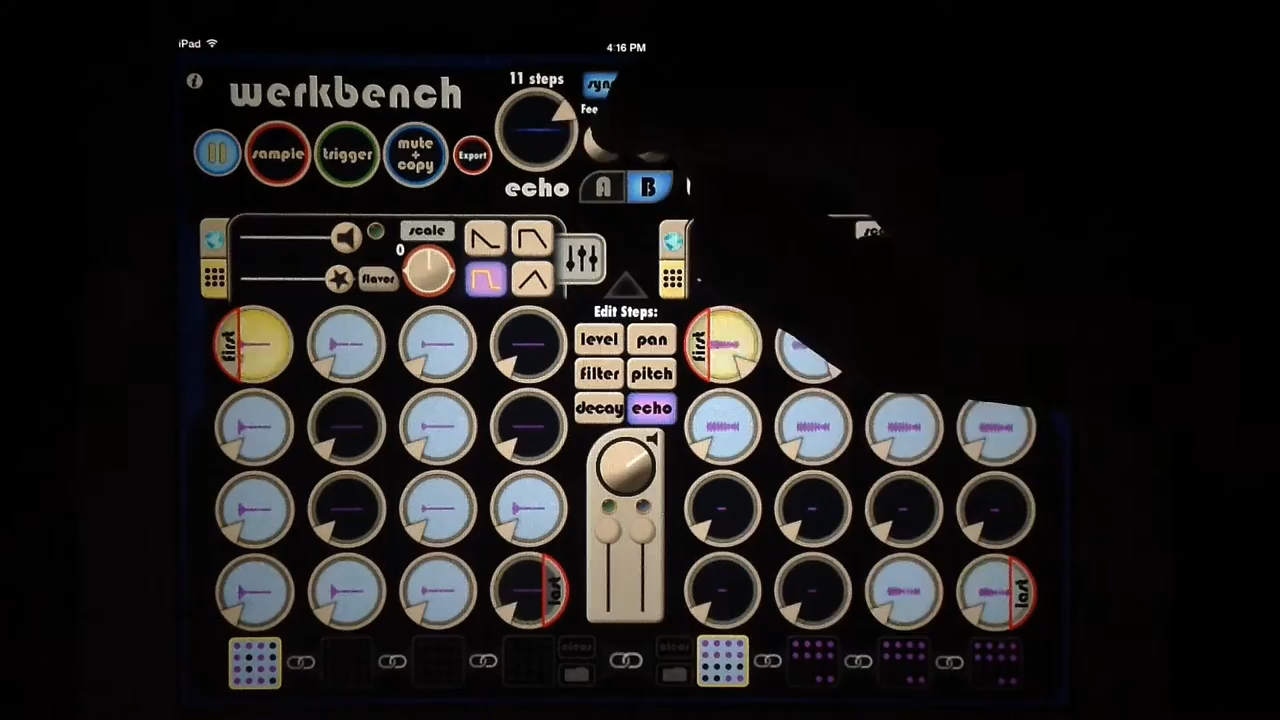 iPad
4:16 PM
werkbench
11 steps
sample
trigger
mute
+
copy
Export
echo
A B
scale
0
flavor
Edit Steps:
level pan
filter pitch
decay echo
first
first
last
last